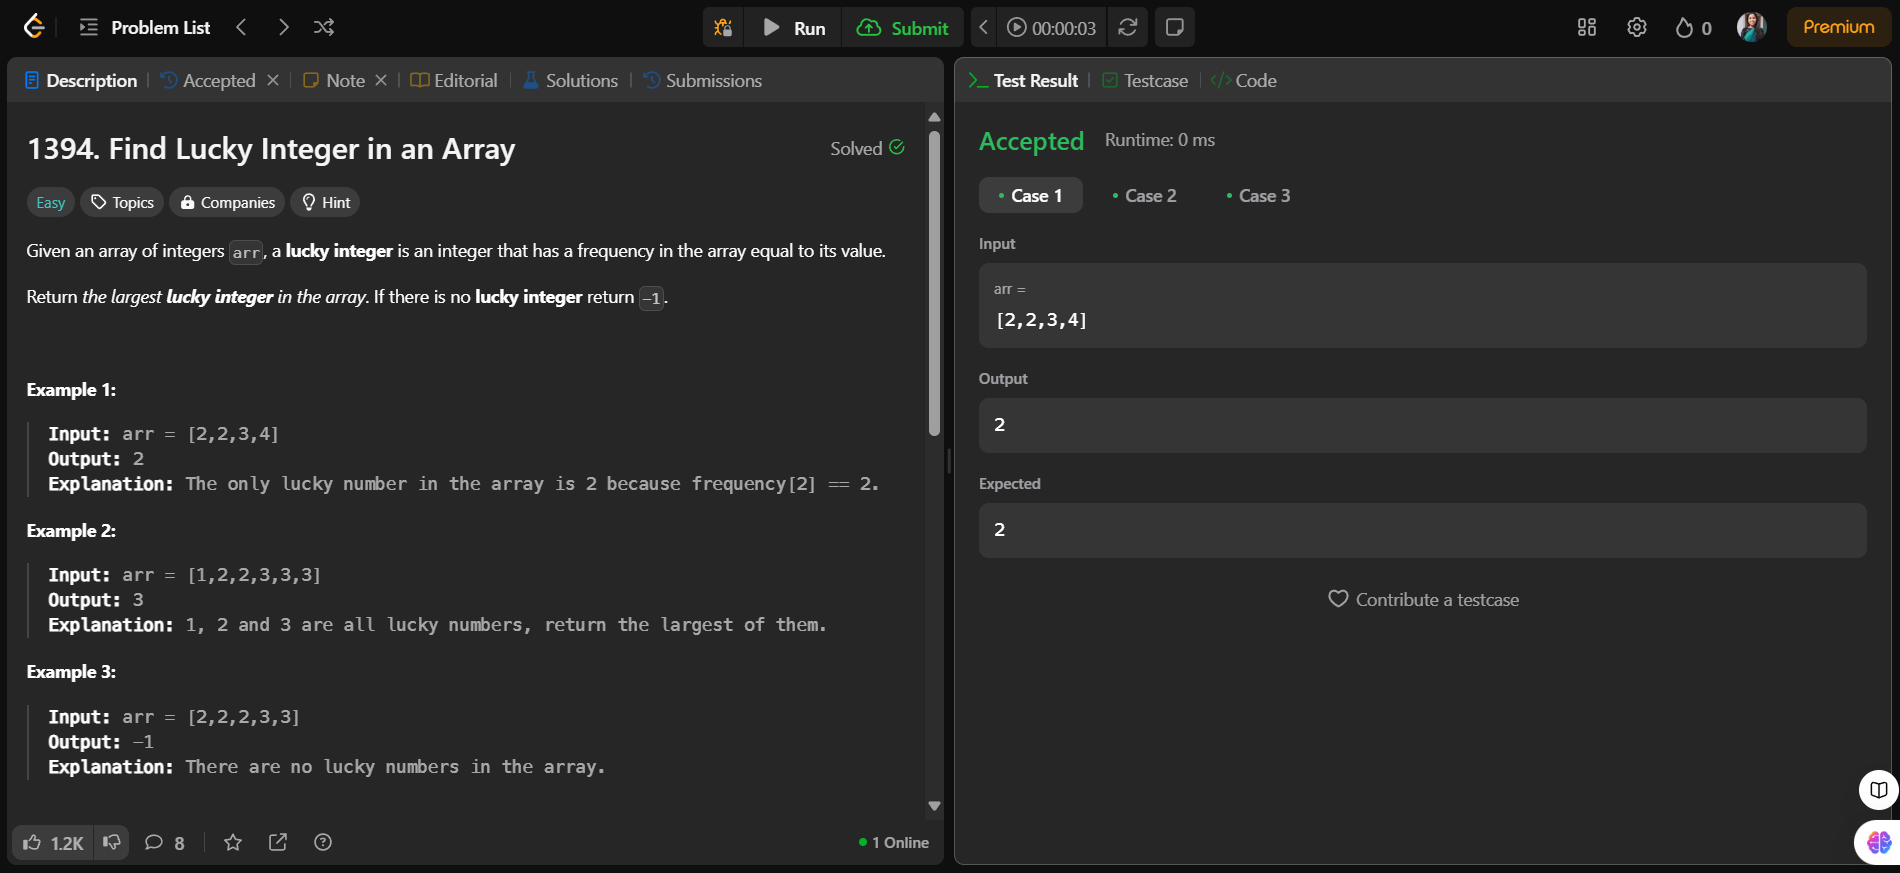 Problem List
Run
Submit
00:00:03
0
Premium
Description
Accepted
Note
Editorial
Solutions
Submissions
1394. Find Lucky Integer in an Array
Solved
Easy
Topics
Companies
Hint
Given an array of integers arr, a lucky integer is an integer that has a frequency in the array equal to its value.
Return the largest lucky integer in the array. If there is no lucky integer return -1.
Example 1:
Input: arr = [2,2,3,4]
Output: 2
Explanation: The only lucky number in the array is 2 because frequency[2] == 2.
Example 2:
Input: arr = [1,2,2,3,3,3]
Output: 3
Explanation: 1, 2 and 3 are all lucky numbers, return the largest of them.
Example 3:
Input: arr = [2,2,2,3,3]
Output: -1
Explanation: There are no lucky numbers in the array.
1.2K
8
1 Online
Test Result
Testcase
Code
Accepted
Runtime: 0 ms
Case 1
Case 2
Case 3
Input
arr =
[2,2,3,4]
Output
2
Expected
2
Contribute a testcase